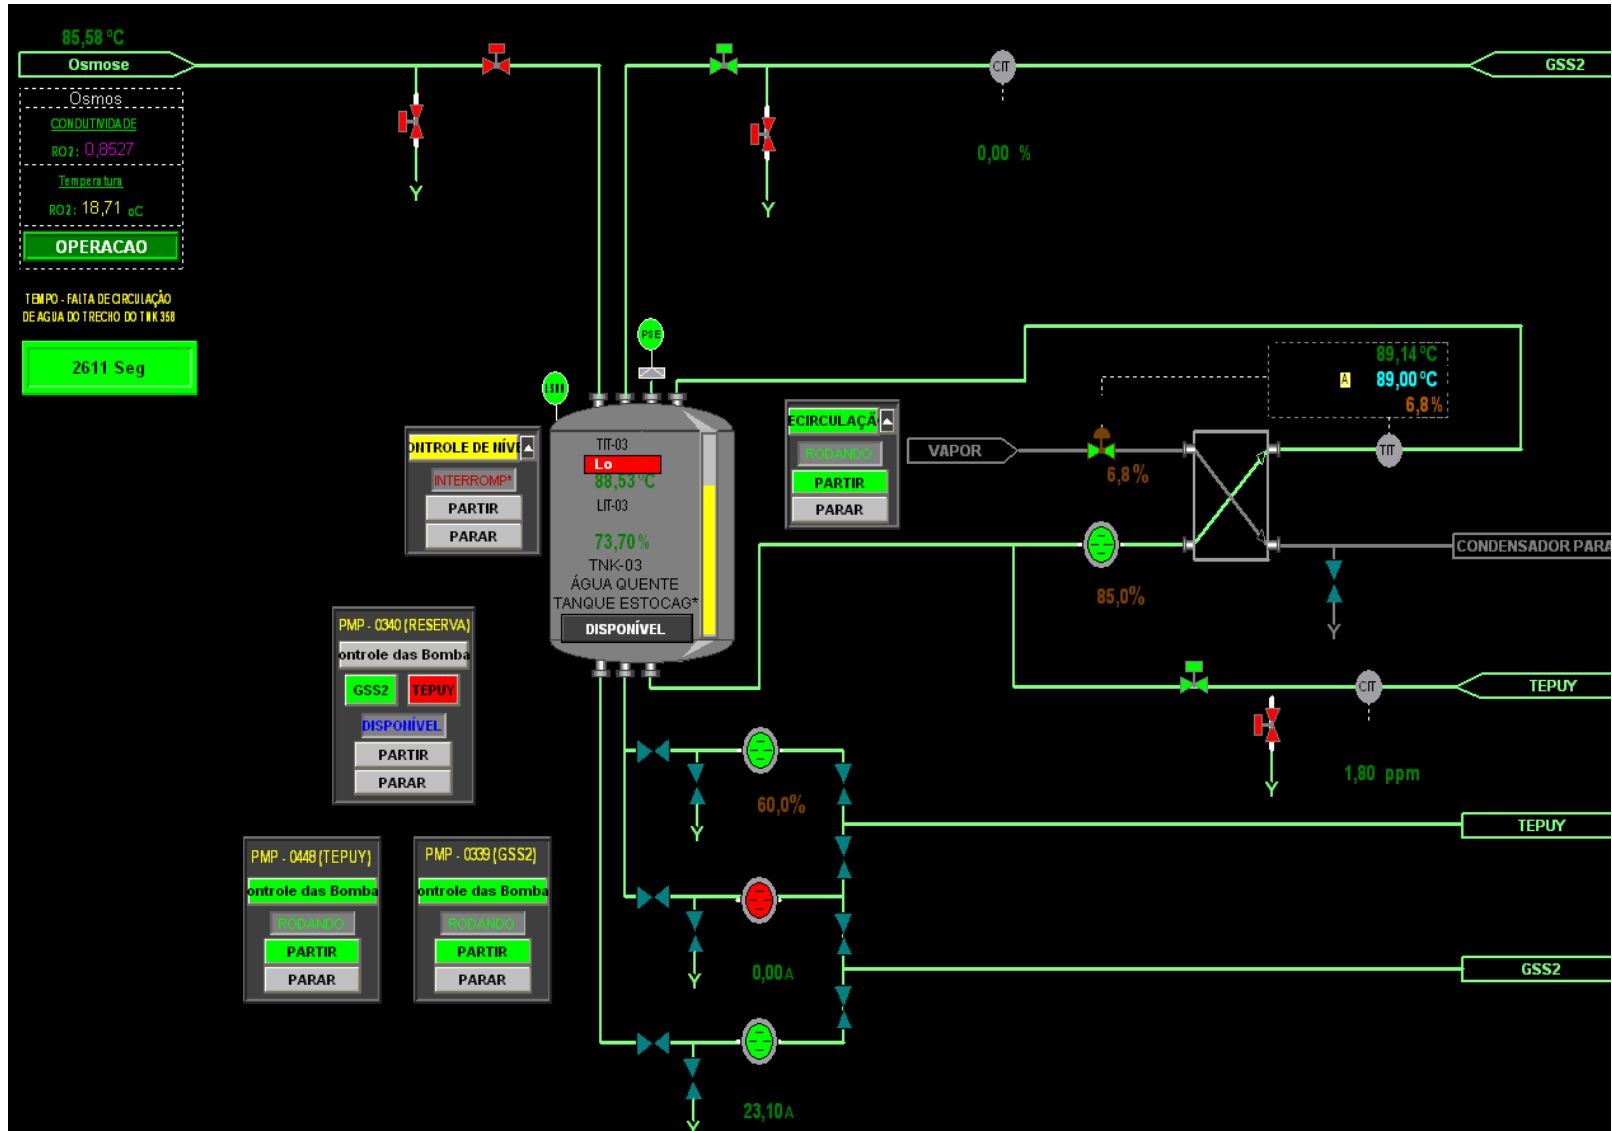 85,58 °C
Osmose
GSS2
CIT
Osmos
CONDUTIVIDADE
RO2: 0,8527
Temperatura
RO2: 18,71 oC
OPERACAO
0,00 %
TEMPO - FALTA DE CIRCULAÇÃO
DE AGUA DO TRECHO DO TNK 358
2611 Seg
PSE
89,14 °C
A 89,00 °C
6,8 %
TIT
ONTROLE DE NÍVE
INTERROMP*
PARTIR
PARAR
TIT-03
Lo
88,53 °C
LIT-03
73,70 %
TNK-03
ÁGUA QUENTE
TANQUE ESTOCAG*
DISPONÍVEL
ECIRCULAÇÃ
RODANDO
PARTIR
PARAR
VAPOR
6,8%
CONDENSADOR PARA
85,0%
PMP - 0340 (RESERVA)
ontrole das Bomba
GSS2
TEPUY
DISPONÍVEL
PARTIR
PARAR
CIT
TEPUY
1,80 ppm
60,0%
TEPUY
PMP - 0448 (TEPUY)
ontrole das Bomba
RODANDO
PARTIR
PARAR
PMP - 0339 (GSS2)
ontrole das Bomba
RODANDO
PARTIR
PARAR
0,00 A
GSS2
23,10 A